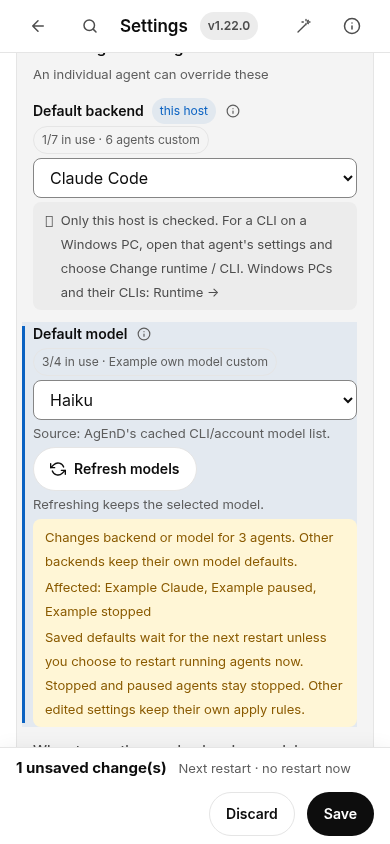 Settings v1.22.0
An individual agent can override these
Default backend this host
1/7 in use · 6 agents custom
Claude Code
Only this host is checked. For a CLI on a
Windows PC, open that agent's settings and
choose Change runtime / CLI. Windows PCs
and their CLIs: Runtime →
Default model
3/4 in use · Example own model custom
Haiku
Source: AgEnD's cached CLI/account model list.
Refresh models
Refreshing keeps the selected model.
Changes backend or model for 3 agents. Other
backends keep their own model defaults.
Affected: Example Claude, Example paused,
Example stopped
Saved defaults wait for the next restart unless
you choose to restart running agents now.
Stopped and paused agents stay stopped. Other
edited settings keep their own apply rules.
1 unsaved change(s) Next restart · no restart now
Discard Save